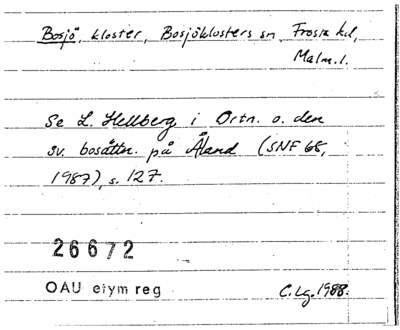 Bosjö, kloster, Bosjöklosters sn, Frosta hd,
Malm.l.
Se L. Hellberg i Ortn. o. den
sv. bosättn. på Åland (SNF 68,
1987), s. 127.
26672
OAU etym reg
C.Lg.1988.